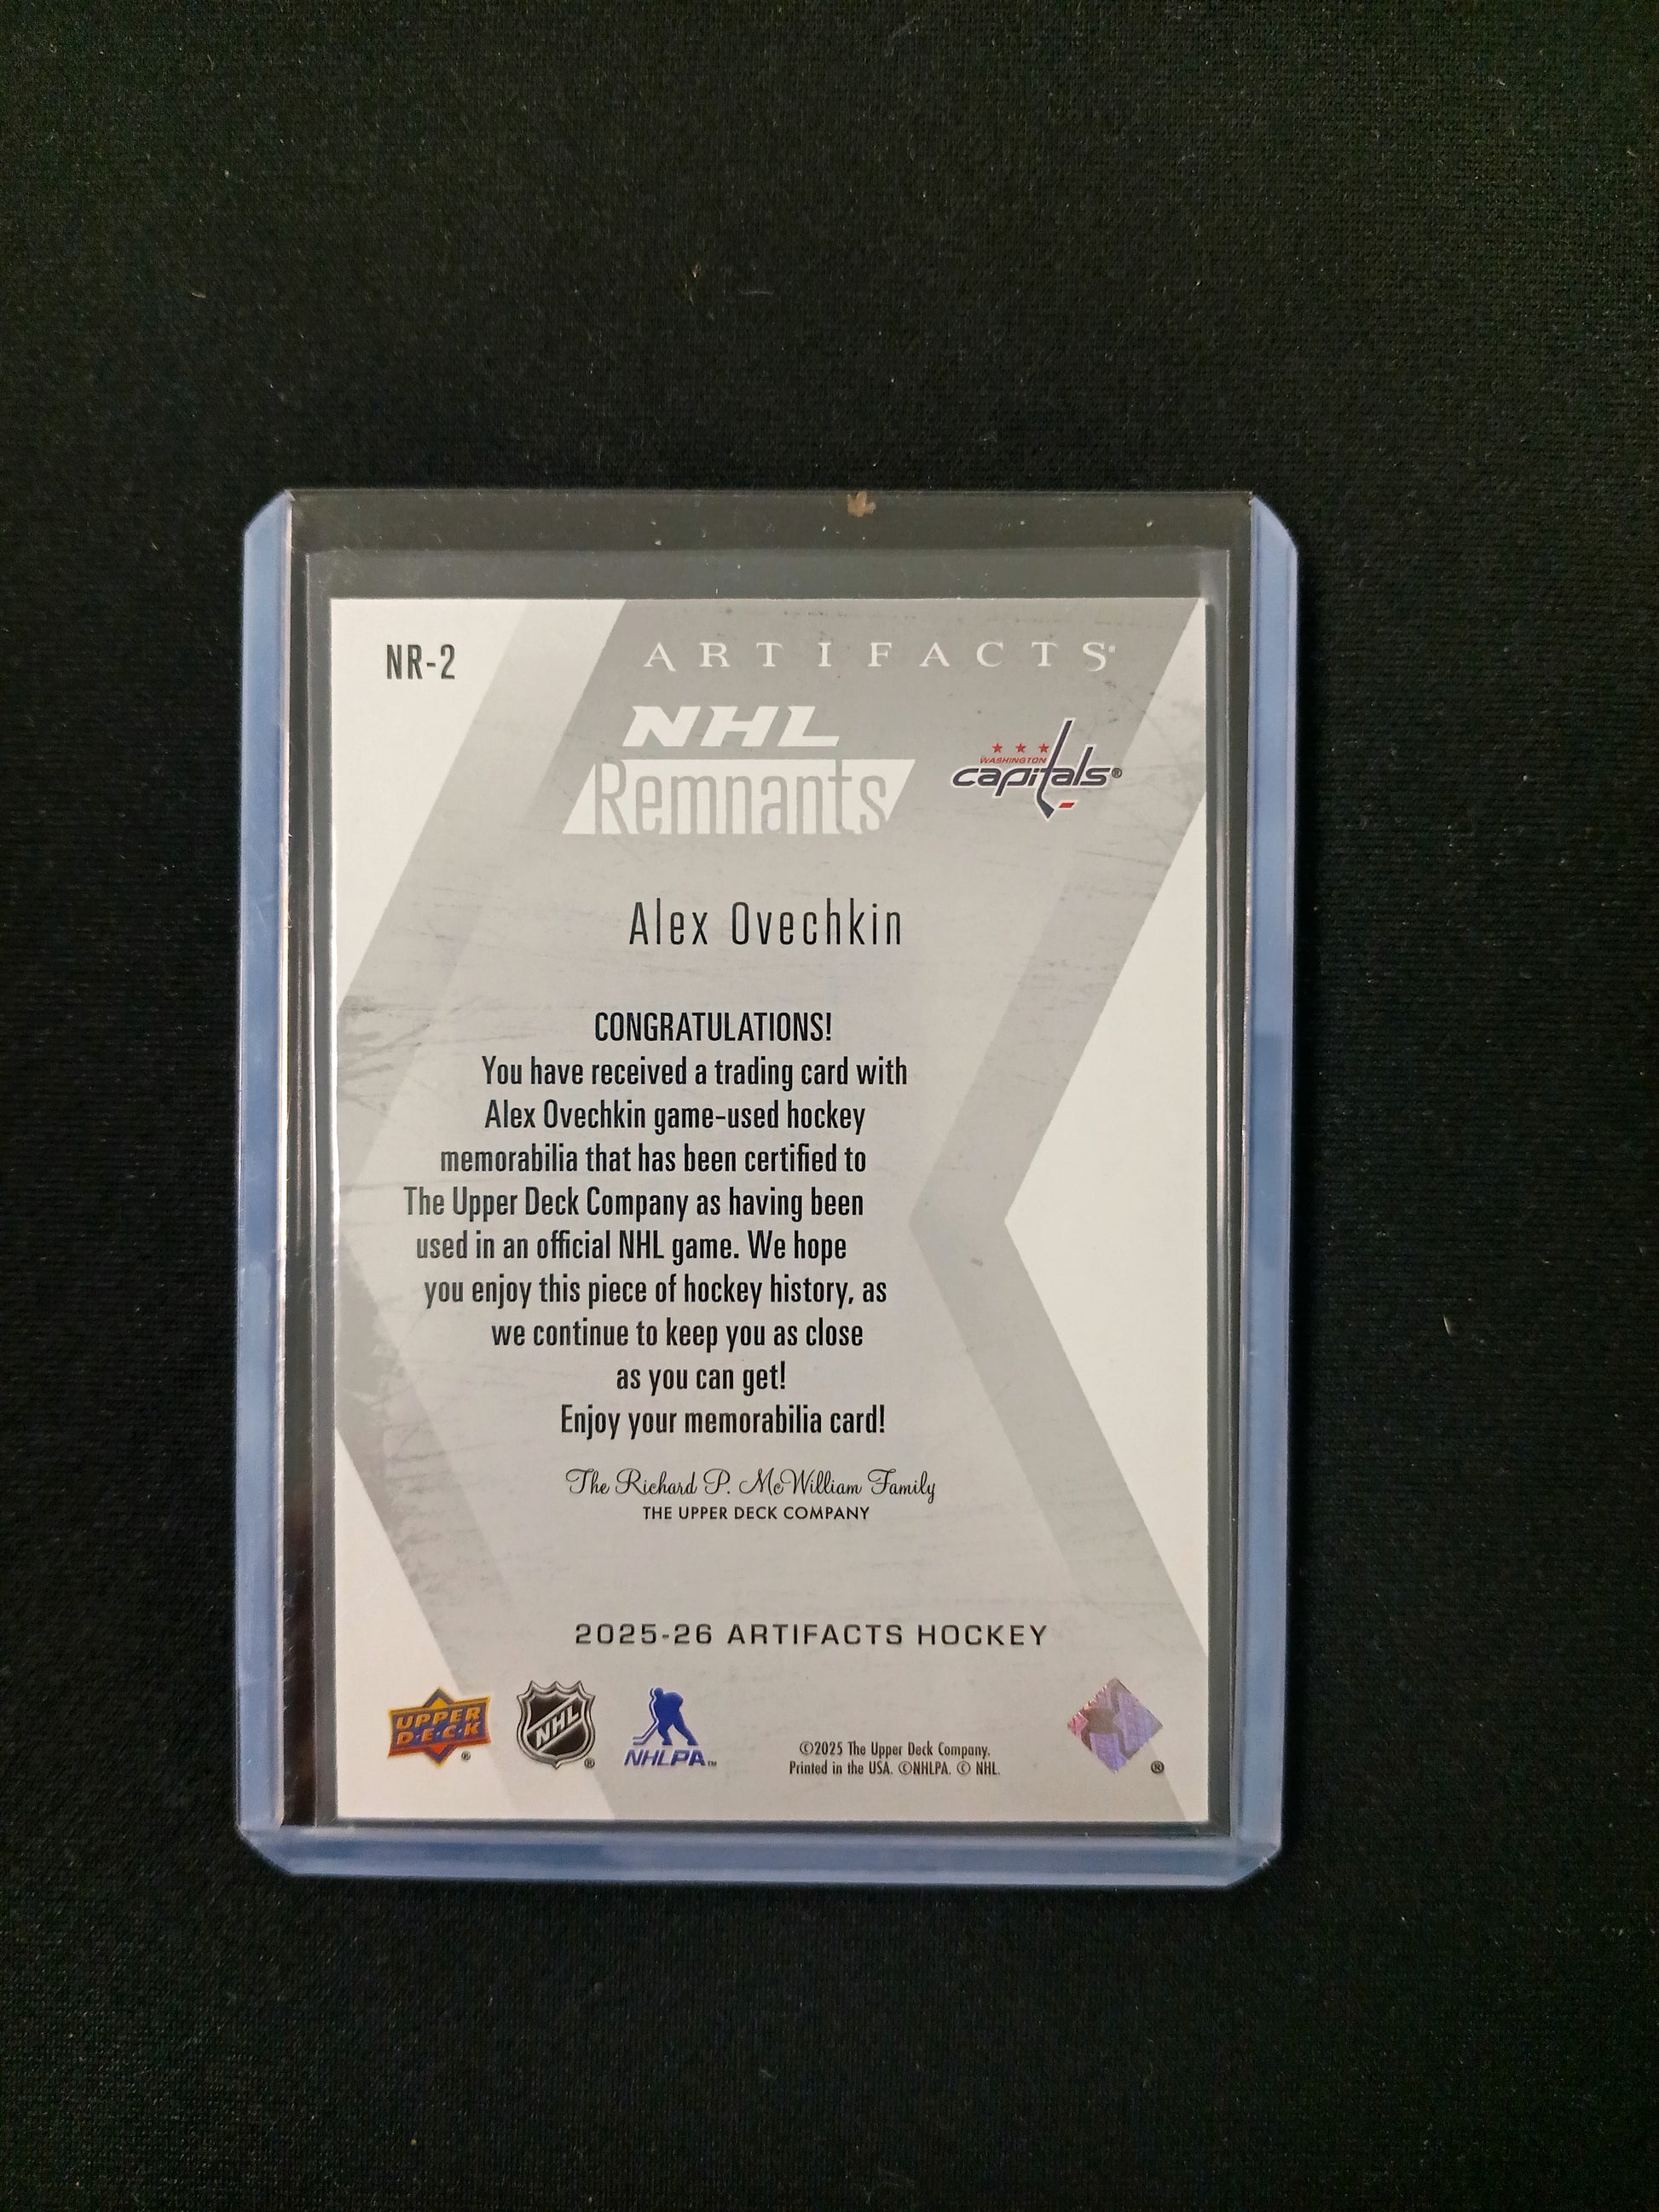 NR-2
ARTIFACTS
NHL
Remnants
WASHINGTON
capitals®
Alex Ovechkin
CONGRATULATIONS!
You have received a trading card with
Alex Ovechkin game-used hockey
memorabilia that has been certified to
The Upper Deck Company as having been
used in an official NHL game. We hope
you enjoy this piece of hockey history, as
we continue to keep you as close
as you can get!
Enjoy your memorabilia card!
The Richard P. McWilliam Family
THE UPPER DECK COMPANY
2025-26 ARTIFACTS HOCKEY
UPPER
D·E·C·K
®
NHL
®
NHLPA™
©2025 The Upper Deck Company.
Printed in the USA. ©NHLPA. © NHL.
®